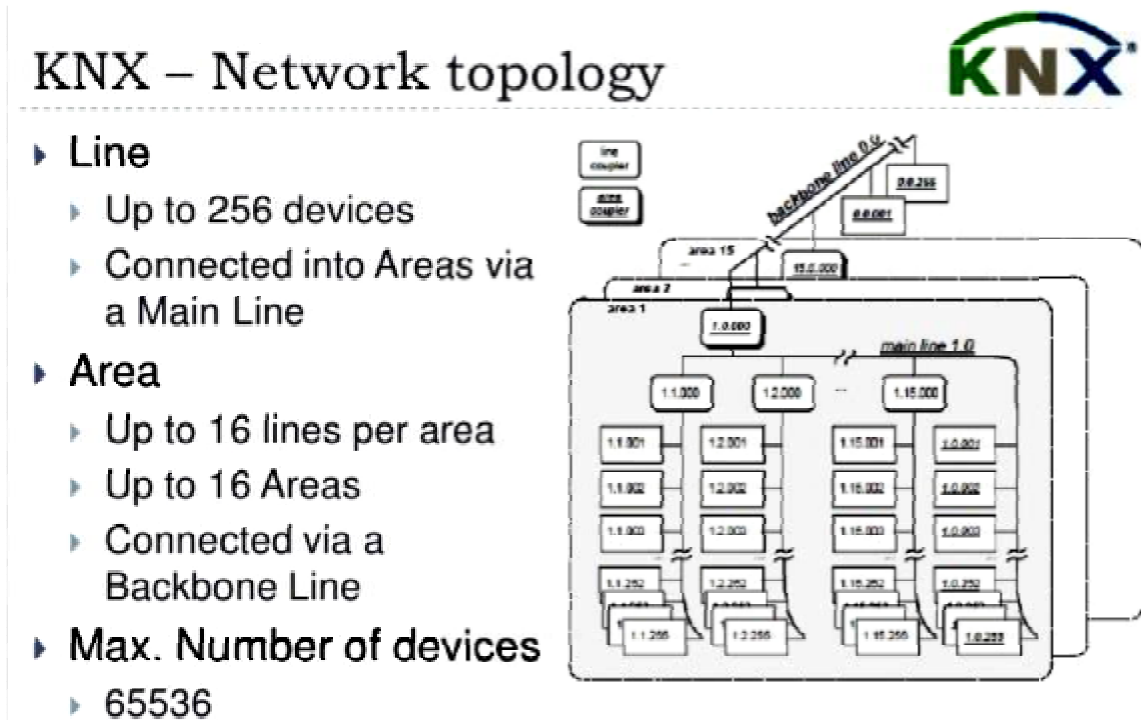 KNX – Network topology
KNX
Line
Up to 256 devices
Connected into Areas via
a Main Line
Area
Up to 16 lines per area
Up to 16 Areas
Connected via a
Backbone Line
Max. Number of devices
65536
line
coupler
area
coupler
backbone line 0.0
0.0.255
0.0.001
area 15
15.0.000
area 2
area 1
1.0.000
main line 1.0
1.1.000
1.2.000
...
1.15.000
1.1.001
1.2.001
1.15.001
1.0.001
1.1.002
1.2.002
1.15.002
1.0.002
1.1.003
1.2.003
1.15.003
1.0.003
1.1.252
1.2.252
1.15.252
1.0.252
1.1.255
1.2.255
1.15.255
1.0.255